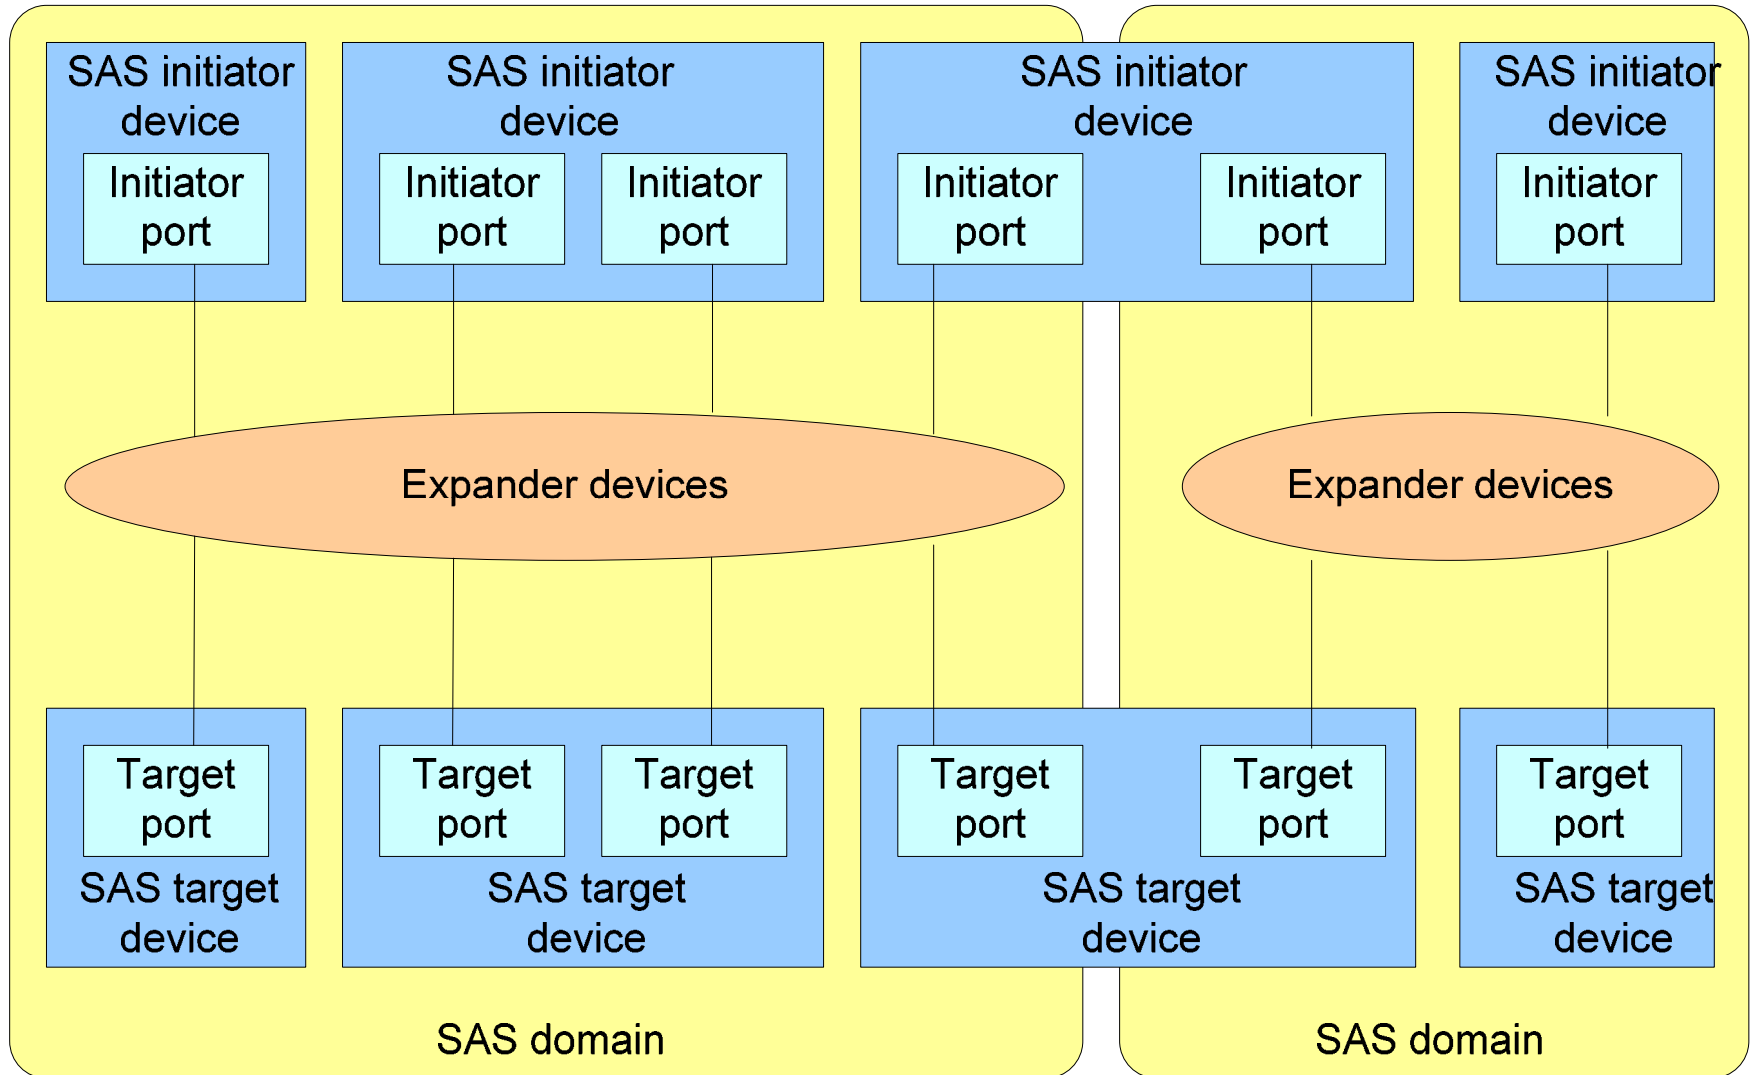 SAS initiator
device
SAS initiator
device
SAS initiator
device
SAS initiator
device
Initiator
port
Initiator
port
Initiator
port
Initiator
port
Initiator
port
Initiator
port
Expander devices
Expander devices
Target
port
Target
port
Target
port
Target
port
Target
port
Target
port
SAS target
device
SAS target
device
SAS target
device
SAS target
device
SAS domain
SAS domain